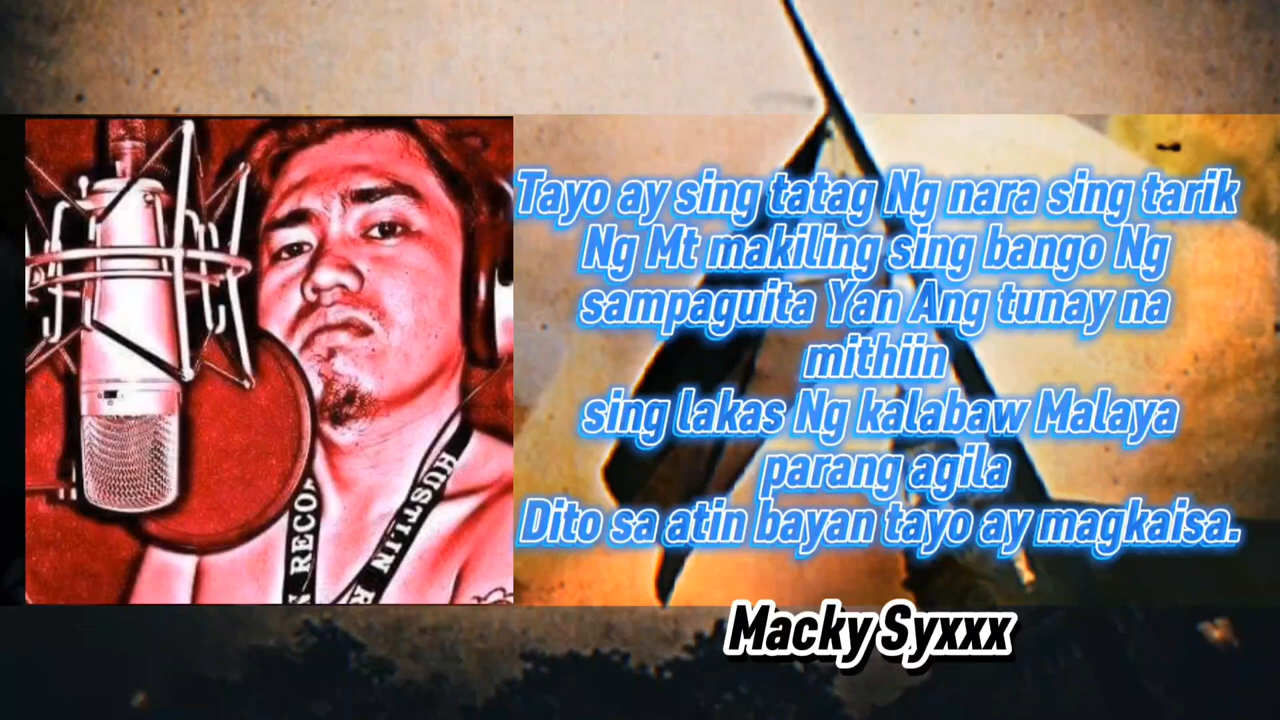 Tayo ay sing tatag Ng nara sing tarik
Ng Mt makiling sing bango Ng
sampaguita Yan Ang tunay na
mithiin
sing lakas Ng kalabaw Malaya
parang agila
Dito sa atin bayan tayo ay magkaisa.
Macky Syxxx
HUSTLIN